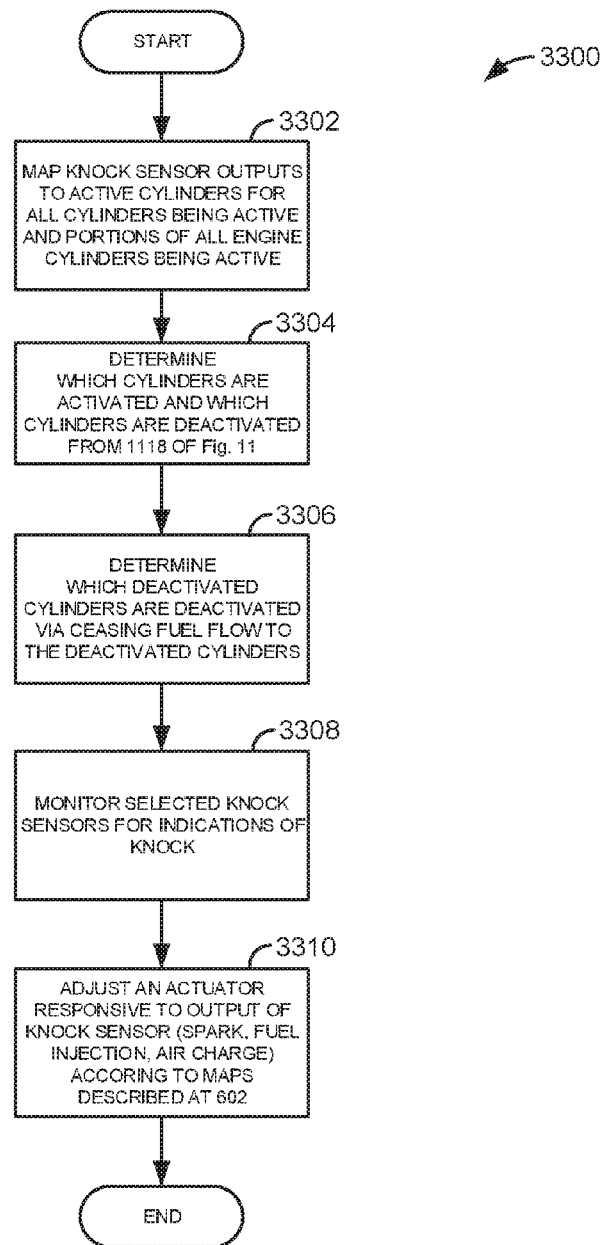 START
3300
3302
MAP KNOCK SENSOR OUTPUTS
TO ACTIVE CYLINDERS FOR
ALL CYLINDERS BEING ACTIVE
AND PORTIONS OF ALL ENGINE
CYLINDERS BEING ACTIVE
3304
DETERMINE
WHICH CYLINDERS ARE
ACTIVATED AND WHICH
CYLINDERS ARE DEACTIVATED
FROM 1118 OF Fig. 11
3306
DETERMINE
WHICH DEACTIVATED
CYLINDERS ARE DEACTIVATED
VIA CEASING FUEL FLOW TO
THE DEACTIVATED CYLINDERS
3308
MONITOR SELECTED KNOCK
SENSORS FOR INDICATIONS OF
KNOCK
3310
ADJUST AN ACTUATOR
RESPONSIVE TO OUTPUT OF
KNOCK SENSOR (SPARK, FUEL
INJECTION, AIR CHARGE)
ACCORING TO MAPS
DESCRIBED AT 602
END